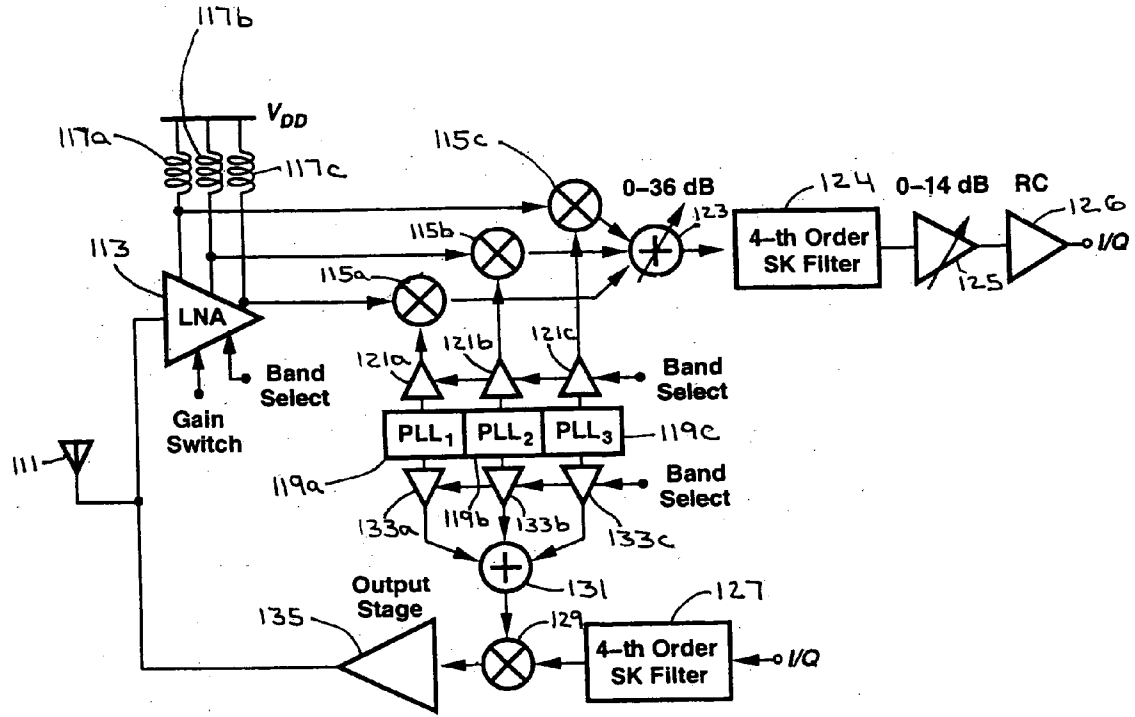 117b
V_DD
117a
117c
115c
0–36 dB
123
124
4–th Order
SK Filter
0–14 dB
125
RC
126
I/Q
115b
115a
113
LNA
Band
Select
Gain
Switch
121a
121b
121c
Band
Select
PLL₁
PLL₂
PLL₃
119c
111
119a
119b
Band
Select
133a
133b
133c
131
Output
Stage
135
129
127
4–th Order
SK Filter
I/Q